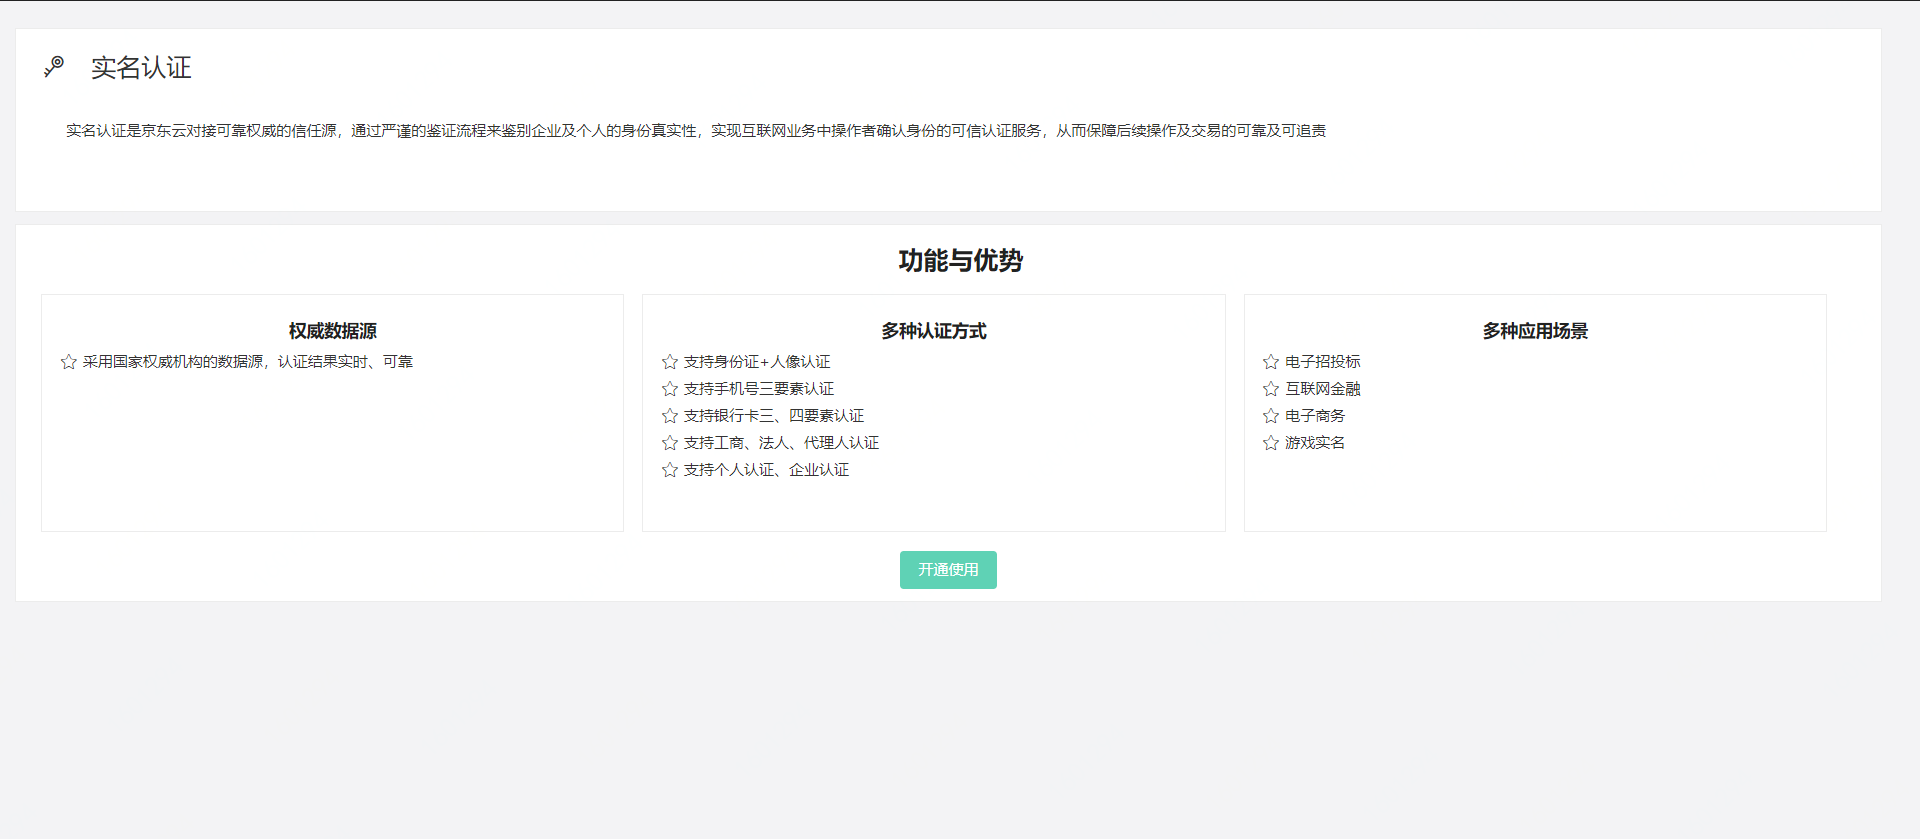 实名认证
实名认证是京东云对接可靠权威的信任源，通过严谨的鉴证流程来鉴别企业及个人的身份真实性，实现互联网业务中操作者确认身份的可信认证服务，从而保障后续操作及交易的可靠及可追责
功能与优势
权威数据源
采用国家权威机构的数据源，认证结果实时、可靠
多种认证方式
支持身份证+人像认证
支持手机号三要素认证
支持银行卡三、四要素认证
支持工商、法人、代理人认证
支持个人认证、企业认证
多种应用场景
电子招投标
互联网金融
电子商务
游戏实名
开通使用